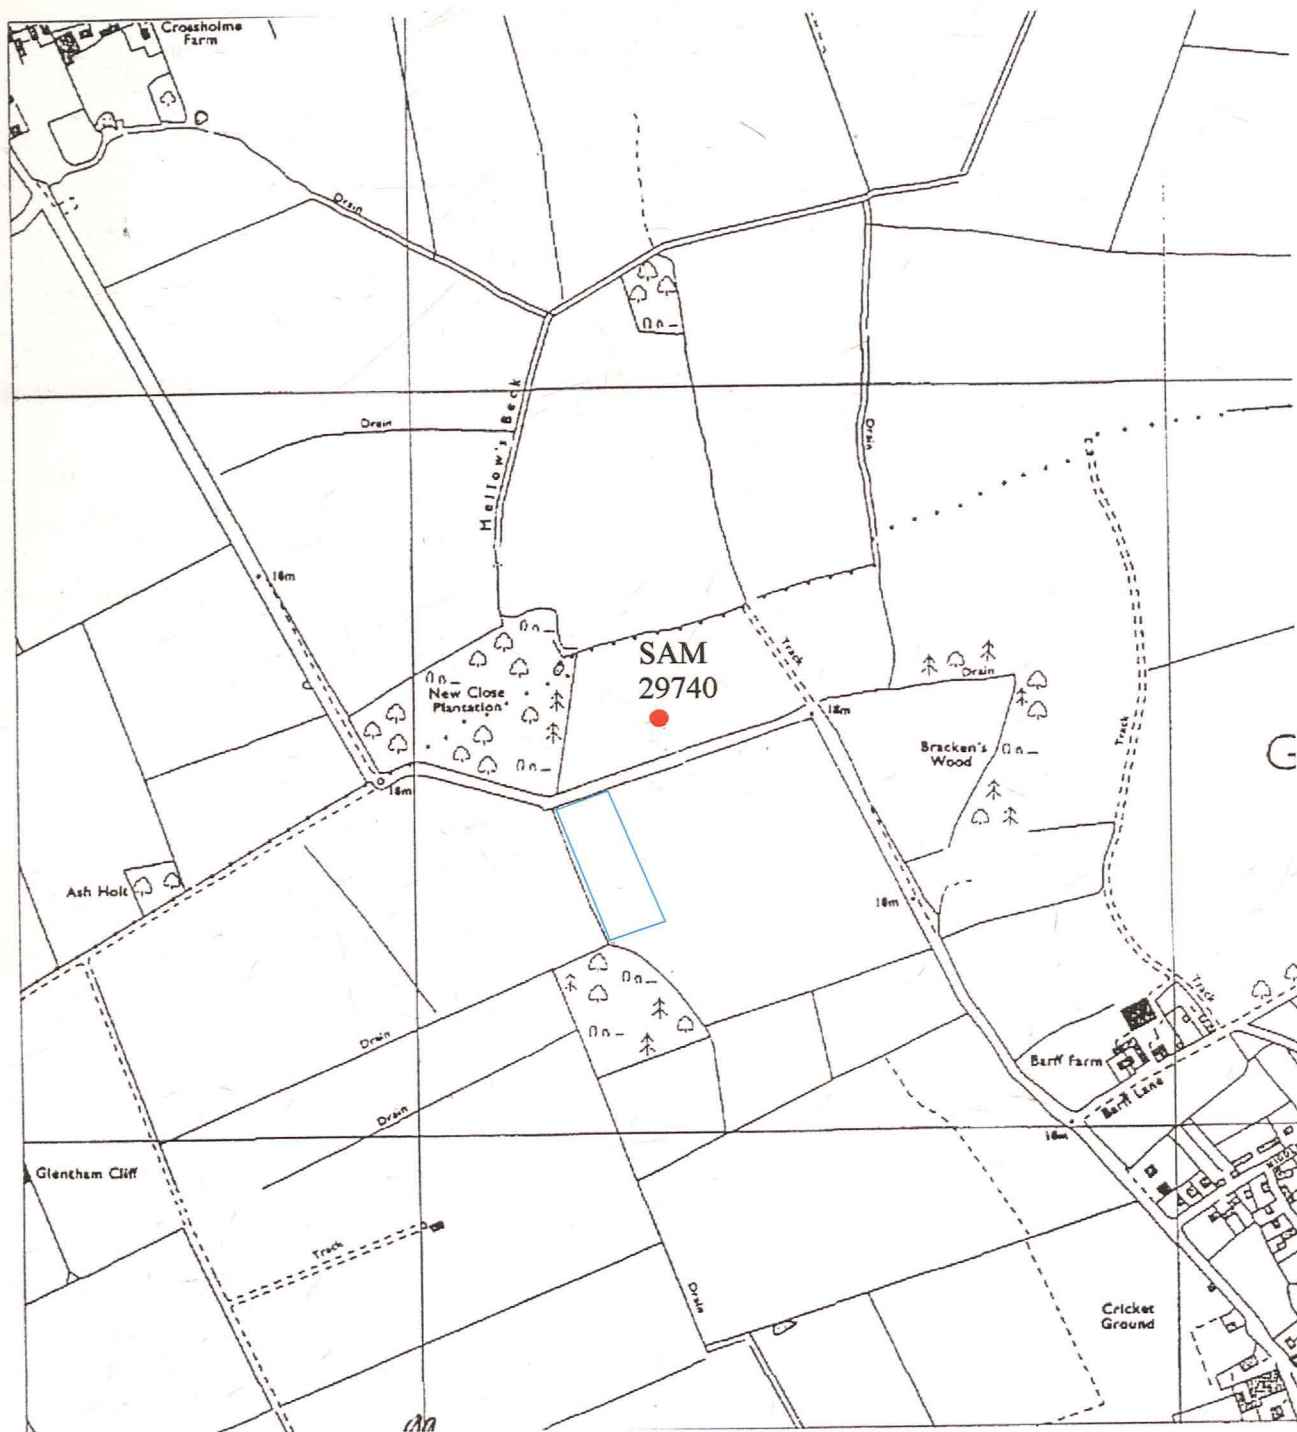 Crossholme
Farm
Drain
Drain
Mellow's Beck
Drain
18m
SAM
29740
Track
Drain
New Close
Plantation
18m
Track
Bracken's
Wood
G
18m
Ash Holt
18m
Track
Drain
Barff Farm
Drain
Barff Lane
18m
Glentham Cliff
Track
Drain
Cricket
Ground